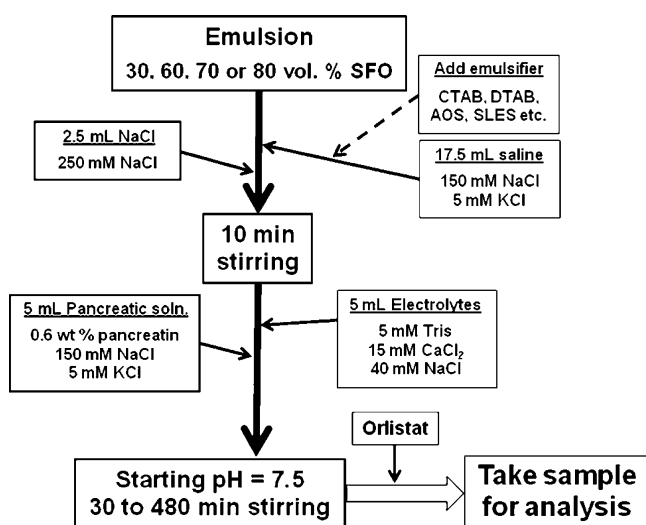 Emulsion
30, 60, 70 or 80 vol. % SFO
Add emulsifier
CTAB, DTAB,
AOS, SLES etc.
2.5 mL NaCl
250 mM NaCl
17.5 mL saline
150 mM NaCl
5 mM KCl
10 min
stirring
5 mL Pancreatic soln.
0.6 wt % pancreatin
150 mM NaCl
5 mM KCl
5 mL Electrolytes
5 mM Tris
15 mM CaCl₂
40 mM NaCl
Orlistat
Starting pH = 7.5
30 to 480 min stirring
Take sample
for analysis